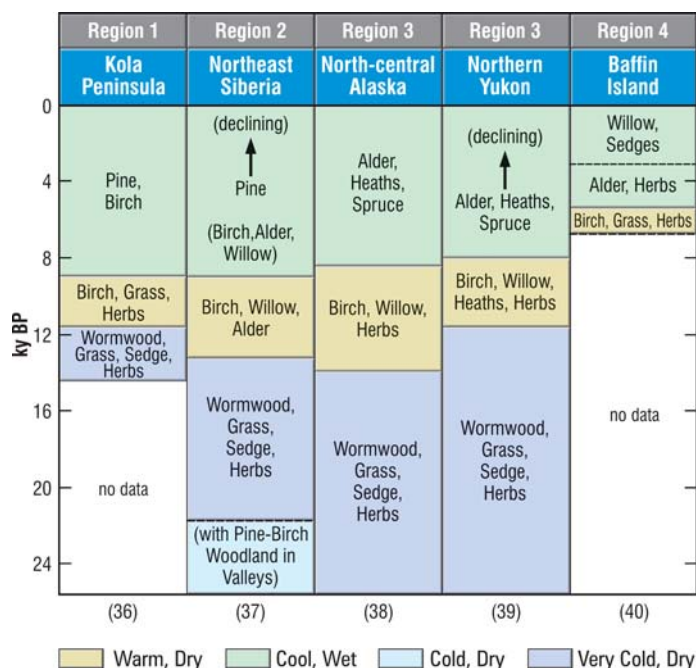 Region 1
Region 2
Region 3
Region 3
Region 4
Kola
Peninsula
Northeast
Siberia
North-central
Alaska
Northern
Yukon
Baffin
Island
ky BP
0
4
8
12
16
20
24
Pine,
Birch
Birch, Grass,
Herbs
Wormwood,
Grass, Sedge,
Herbs
no data
(36)
(declining)
Pine
(Birch,Alder,
Willow)
Birch, Willow,
Alder
Wormwood,
Grass,
Sedge,
Herbs
(with Pine-Birch
Woodland in
Valleys)
(37)
Alder,
Heaths,
Spruce
Birch, Willow,
Herbs
Wormwood,
Grass,
Sedge,
Herbs
(38)
(declining)
Alder, Heaths,
Spruce
Birch, Willow,
Heaths, Herbs
Wormwood,
Grass,
Sedge,
Herbs
(39)
Willow,
Sedges
Alder, Herbs
Birch, Grass, Herbs
no data
(40)
Warm, Dry
Cool, Wet
Cold, Dry
Very Cold, Dry